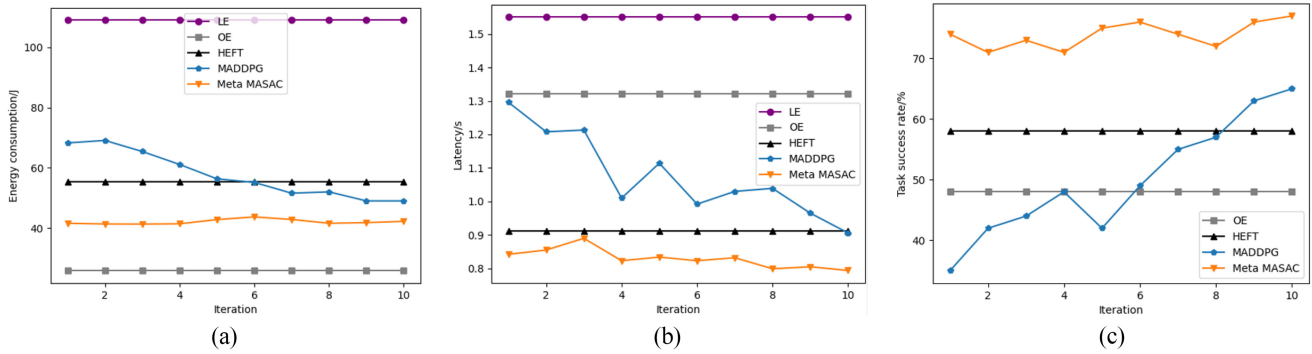 Energy consumption/J
100
80
60
40
2
4
6
8
10
Iteration
LE
OE
HEFT
MADDPG
Meta MASAC
(a)
Latency/s
1.5
1.4
1.3
1.2
1.1
1.0
0.9
0.8
2
4
6
8
10
Iteration
LE
OE
HEFT
MADDPG
Meta MASAC
(b)
Task success rate/%
70
60
50
40
2
4
6
8
10
Iteration
OE
HEFT
MADDPG
Meta MASAC
(c)